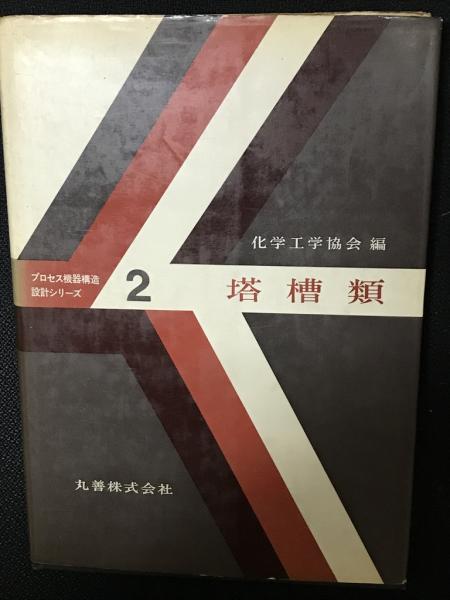 化学工学協会 編
プロセス機器構造
設計シリーズ
2
塔槽類
丸善株式会社